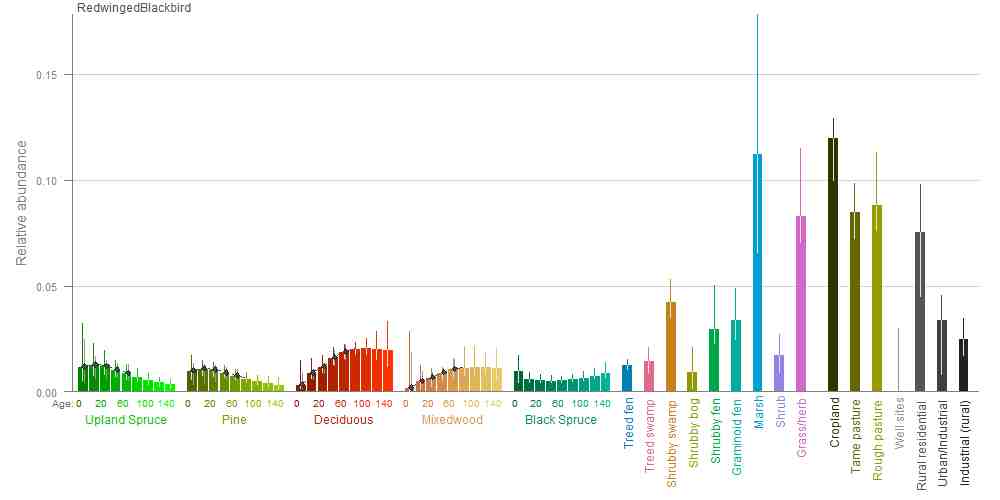 RedwingedBlackbird
Relative abundance
0.15
0.10
0.05
0.00
Age: 0 20 60 100 140 0 20 60 100 140 0 20 60 100 140 0 20 60 100 140 0 20 60 100 140
Upland Spruce Pine Deciduous Mixedwood Black Spruce
Treed fen
Treed swamp
Shrubby swamp
Shrubby bog
Shrubby fen
Graminoid fen
Marsh
Shrub
Grass/herb
Cropland
Tame pasture
Rough pasture
Well sites
Rural residential
Urban/Industrial
Industrial (rural)